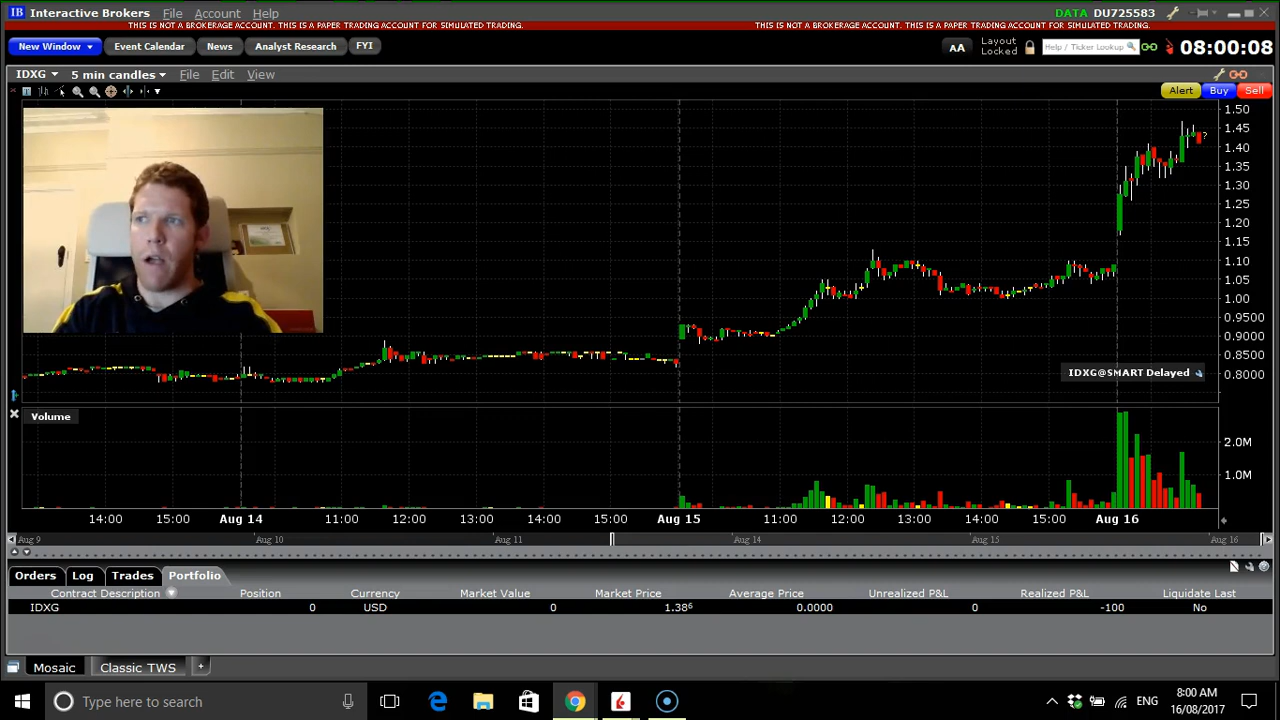 IB Interactive Brokers File Account Help DATA DU725583
THIS IS NOT A BROKERAGE ACCOUNT. THIS IS A PAPER TRADING ACCOUNT FOR SIMULATED TRADING. THIS IS NOT A BROKERAGE ACCOUNT. THIS IS A PAPER TRADING ACCOUNT FOR SIMULATED TRADING.
New Window Event Calendar News Analyst Research FYI AA Layout Locked Help / Ticker Lookup 08:00:08
IDXG 5 min candles File Edit View
Alert Buy Sell
1.50
1.45
?
1.40
1.35
1.30
1.25
1.20
1.15
1.10
1.05
1.00
0.9500
0.9000
0.8500
IDXG@SMART Delayed
0.8000
Volume
2.0M
1.0M
14:00 15:00 Aug 14 11:00 12:00 13:00 14:00 15:00 Aug 15 11:00 12:00 13:00 14:00 15:00 Aug 16
Aug 9 Aug 10 Aug 11 Aug 14 Aug 15 Aug 16
Orders Log Trades Portfolio
Contract Description Position Currency Market Value Market Price Average Price Unrealized P&L Realized P&L Liquidate Last
IDXG 0 USD 0 1.38⁶ 0.0000 0 -100 No
Mosaic Classic TWS +
Type here to search ENG 8:00 AM
16/08/2017